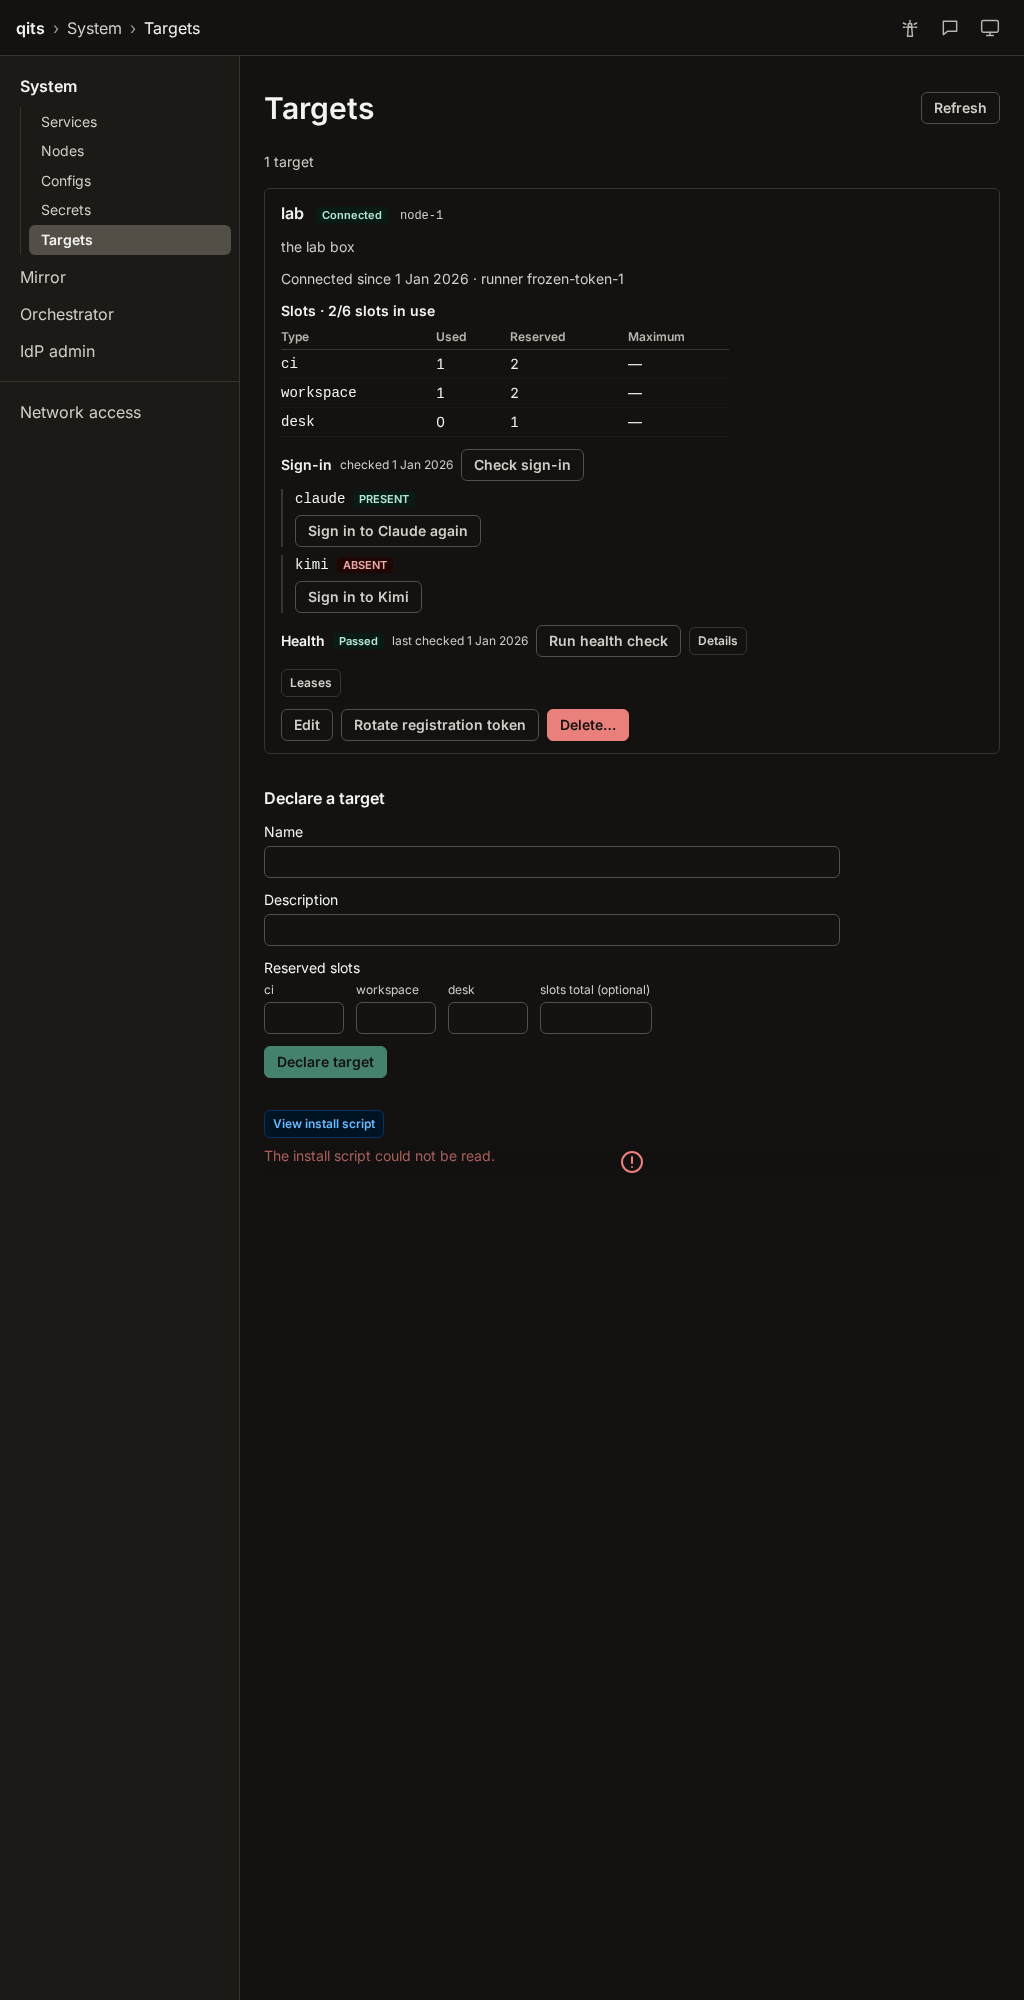 qits › System › Targets
System
Services
Nodes
Configs
Secrets
Targets
Mirror
Orchestrator
IdP admin
Network access
Targets
Refresh
1 target
lab Connected node-1
the lab box
Connected since 1 Jan 2026 · runner frozen-token-1
Slots · 2/6 slots in use
Type Used Reserved Maximum
ci 1 2 —
workspace 1 2 —
desk 0 1 —
Sign-in checked 1 Jan 2026 Check sign-in
claude PRESENT
Sign in to Claude again
kimi ABSENT
Sign in to Kimi
Health Passed last checked 1 Jan 2026 Run health check Details
Leases
Edit Rotate registration token Delete...
Declare a target
Name
Description
Reserved slots
ci workspace desk slots total (optional)
Declare target
View install script
The install script could not be read.